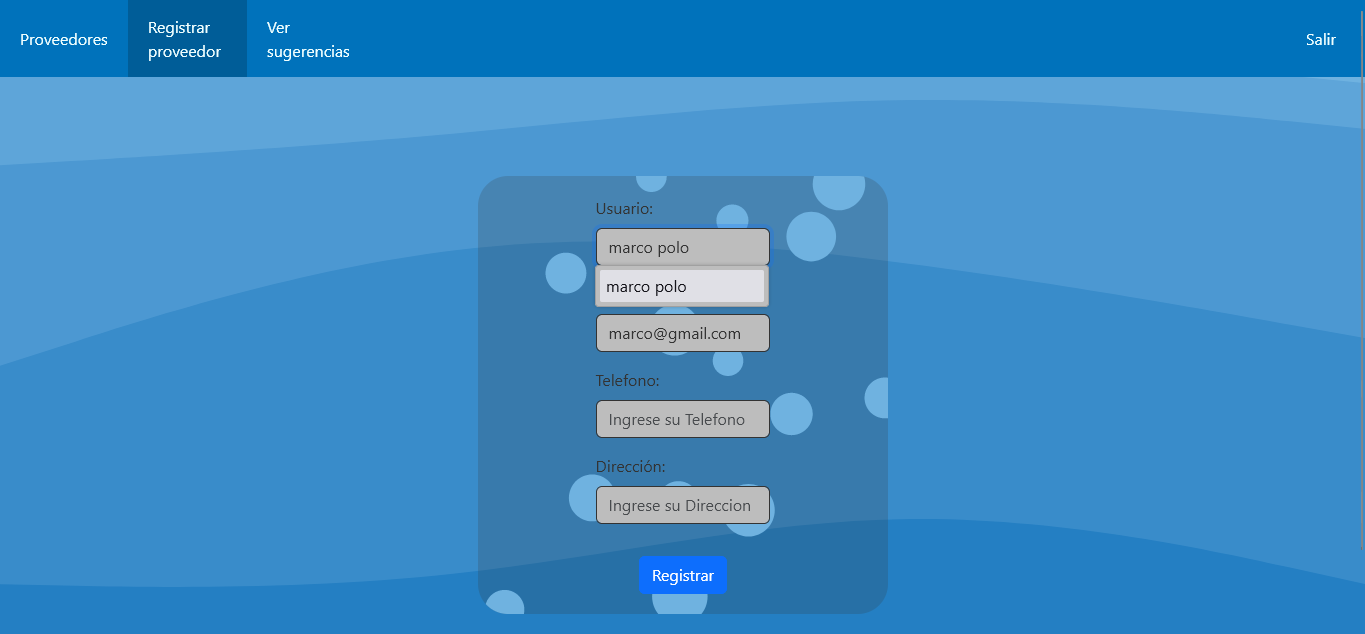 Proveedores
Registrar
proveedor
Ver
sugerencias
Salir
Usuario:
marco polo
marco polo
marco@gmail.com
Telefono:
Ingrese su Telefono
Dirección:
Ingrese su Direccion
Registrar